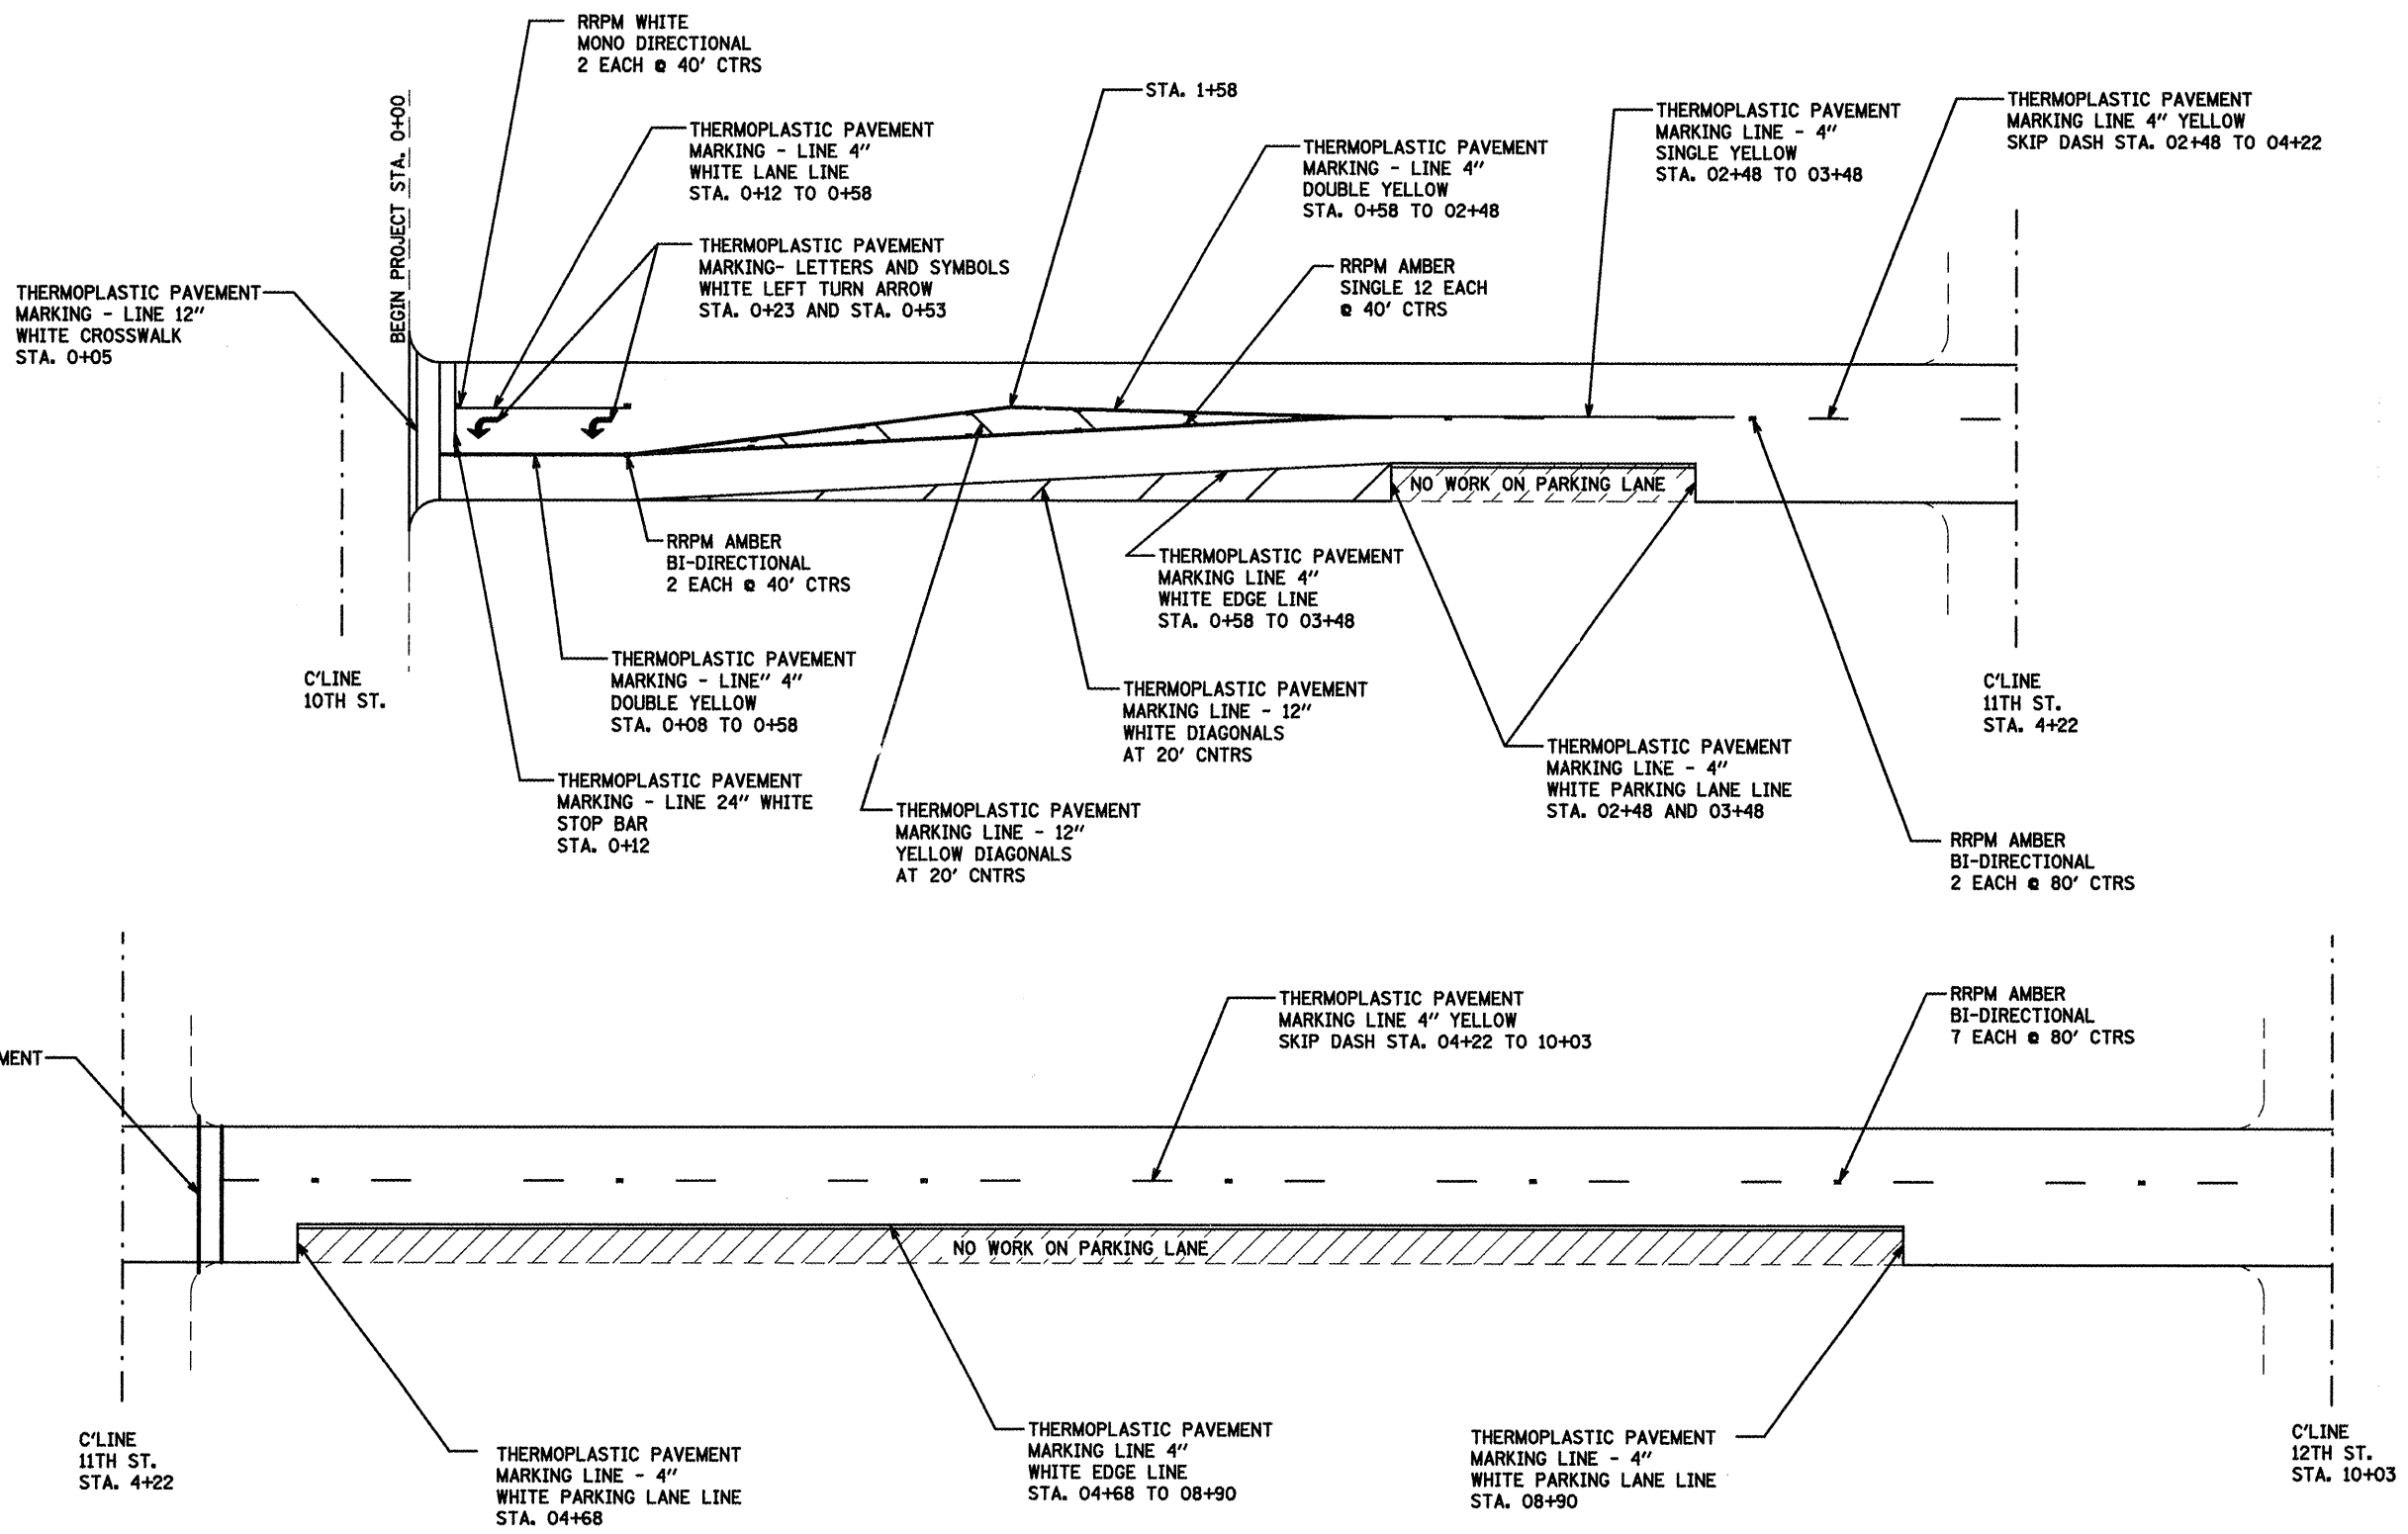 RRPM WHITE
MONO DIRECTIONAL
2 EACH @ 40' CTRS
STA. 1+58
THERMOPLASTIC PAVEMENT
MARKING - LINE 4"
WHITE LANE LINE
STA. 0+12 TO 0+58
THERMOPLASTIC PAVEMENT
MARKING - LINE 4"
DOUBLE YELLOW
STA. 0+58 TO 02+48
THERMOPLASTIC PAVEMENT
MARKING LINE - 4"
SINGLE YELLOW
STA. 02+48 TO 03+48
THERMOPLASTIC PAVEMENT
MARKING LINE 4" YELLOW
SKIP DASH STA. 02+48 TO 04+22
BEGIN PROJECT STA. 0+00
THERMOPLASTIC PAVEMENT
MARKING- LETTERS AND SYMBOLS
WHITE LEFT TURN ARROW
STA. 0+23 AND STA. 0+53
RRPM AMBER
SINGLE 12 EACH
@ 40' CTRS
THERMOPLASTIC PAVEMENT
MARKING - LINE 12"
WHITE CROSSWALK
STA. 0+05
NO WORK ON PARKING LANE
RRPM AMBER
BI-DIRECTIONAL
2 EACH @ 40' CTRS
THERMOPLASTIC PAVEMENT
MARKING LINE 4"
WHITE EDGE LINE
STA. 0+58 TO 03+48
C'LINE
10TH ST.
THERMOPLASTIC PAVEMENT
MARKING - LINE" 4"
DOUBLE YELLOW
STA. 0+08 TO 0+58
THERMOPLASTIC PAVEMENT
MARKING LINE - 12"
WHITE DIAGONALS
AT 20' CNTRS
C'LINE
11TH ST.
STA. 4+22
THERMOPLASTIC PAVEMENT
MARKING - LINE 24" WHITE
STOP BAR
STA. 0+12
THERMOPLASTIC PAVEMENT
MARKING LINE - 12"
YELLOW DIAGONALS
AT 20' CNTRS
THERMOPLASTIC PAVEMENT
MARKING LINE - 4"
WHITE PARKING LANE LINE
STA. 02+48 AND 03+48
RRPM AMBER
BI-DIRECTIONAL
2 EACH @ 80' CTRS
THERMOPLASTIC PAVEMENT
MARKING LINE 4" YELLOW
SKIP DASH STA. 04+22 TO 10+03
RRPM AMBER
BI-DIRECTIONAL
7 EACH @ 80' CTRS
MENT
NO WORK ON PARKING LANE
C'LINE
11TH ST.
STA. 4+22
THERMOPLASTIC PAVEMENT
MARKING LINE - 4"
WHITE PARKING LANE LINE
STA. 04+68
THERMOPLASTIC PAVEMENT
MARKING LINE 4"
WHITE EDGE LINE
STA. 04+68 TO 08+90
THERMOPLASTIC PAVEMENT
MARKING LINE - 4"
WHITE PARKING LANE LINE
STA. 08+90
C'LINE
12TH ST.
STA. 10+03